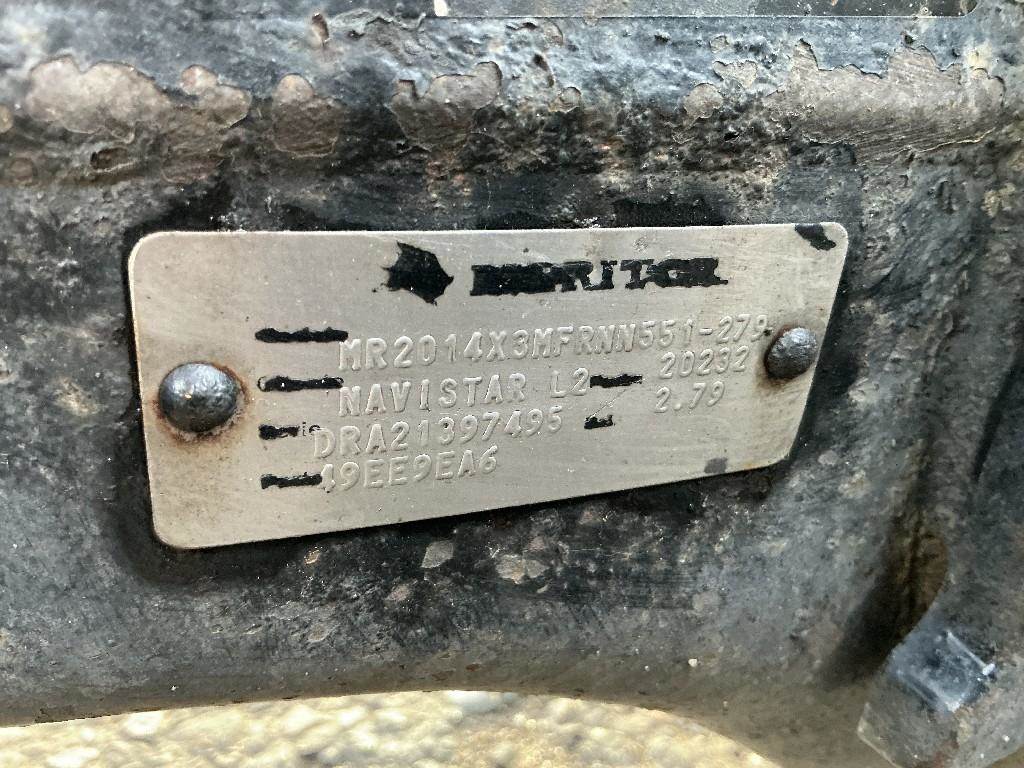 MERITOR
MR2014X3MFRNN551-279
NAVISTAR L2 20232
DRA21397495 2.79
49EE9EA6